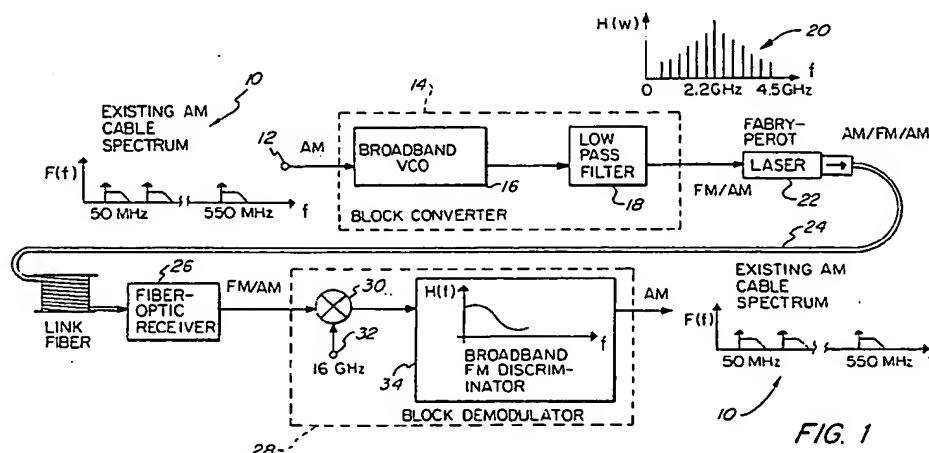 H(w)
20
0
2.2GHz
4.5GHz
f
10
EXISTING AM
CABLE
SPECTRUM
F(f)
50 MHz
550 MHz
f
14
12
AM
BROADBAND
VCO
16
LOW
PASS
FILTER
18
BLOCK CONVERTER
FM/AM
FABRY-
PEROT
LASER
22
AM/FM/AM
24
LINK
FIBER
26
FIBER-
OPTIC
RECEIVER
FM/AM
30
32
16 GHz
34
H(f)
f
BROADBAND
FM DISCRIM-
INATOR
BLOCK DEMODULATOR
28
AM
EXISTING AM
CABLE
SPECTRUM
F(f)
50 MHz
550 MHz
f
10
FIG. 1